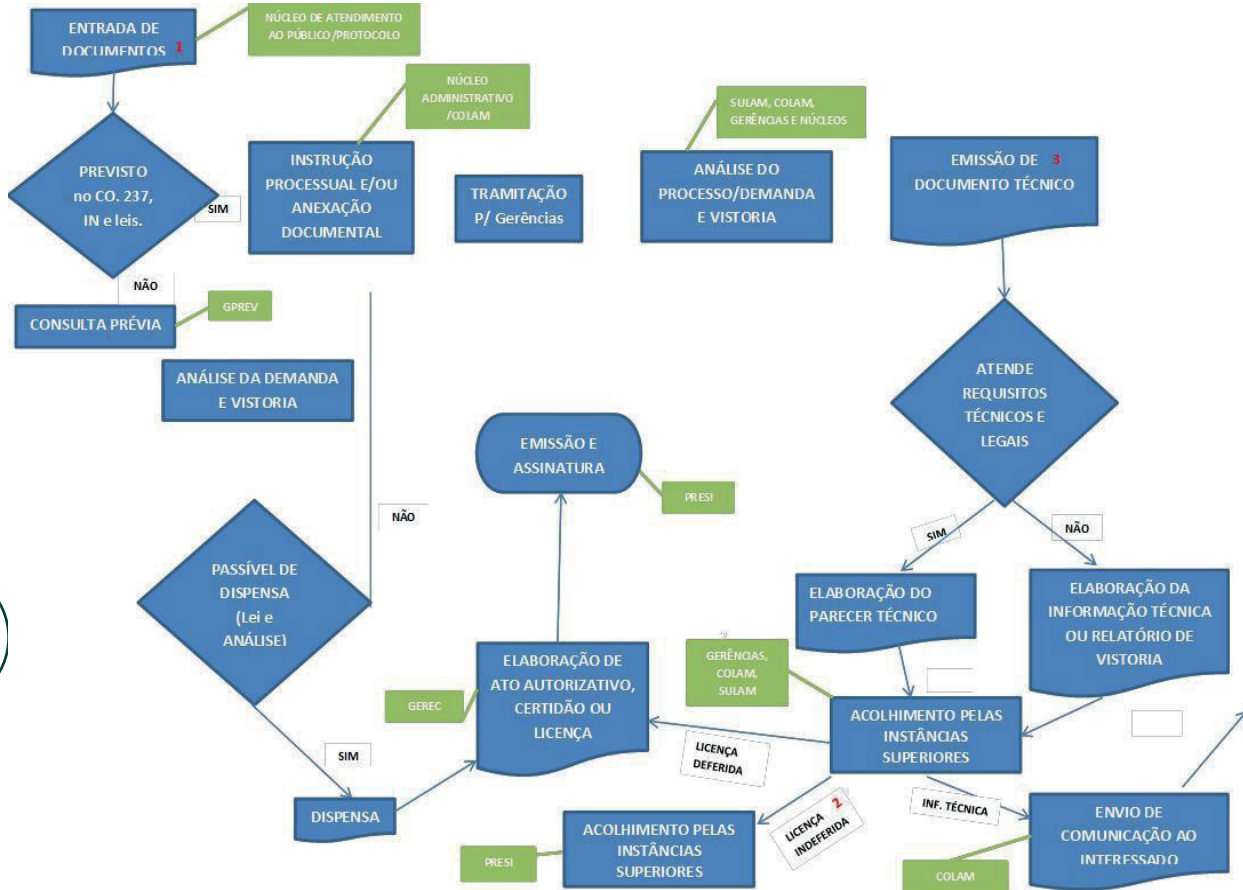 ENTRADA DE
DOCUMENTOS 1
NÚCLEO DE ATENDIMENTO
AO PÚBLICO/PROTOCOLO
NÚCLEO
ADMINISTRATIVO
/COLAM
SULAM, COLAM,
GERÊNCIAS E NÚCLEOS
PREVISTO
no CO. 237,
IN e leis.
SIM
INSTRUÇÃO
PROCESSUAL E/OU
ANEXAÇÃO
DOCUMENTAL
TRAMITAÇÃO
P/ Gerências
ANÁLISE DO
PROCESSO/DEMANDA
E VISTORIA
EMISSÃO DE 3
DOCUMENTO TÉCNICO
NÃO
CONSULTA PRÉVIA
GPREV
ANÁLISE DA DEMANDA
E VISTORIA
ATENDE
REQUISITOS
TÉCNICOS E
LEGAIS
EMISSÃO E
ASSINATURA
PRESI
NÃO
SIM
NÃO
PASSÍVEL DE
DISPENSA
(Lei e
ANÁLISE)
ELABORAÇÃO DO
PARECER TÉCNICO
ELABORAÇÃO DA
INFORMAÇÃO TÉCNICA
OU RELATÓRIO DE
VISTORIA
GERÊNCIAS,
COLAM,
SULAM
GEREC
ELABORAÇÃO DE
ATO AUTORIZATIVO,
CERTIDÃO OU
LICENÇA
ACOLHIMENTO PELAS
INSTÂNCIAS
SUPERIORES
LICENÇA
DEFERIDA
SIM
DISPENSA
LICENÇA 2
INDEFERIDA
INF. TÉCNICA
ACOLHIMENTO PELAS
INSTÂNCIAS
SUPERIORES
PRESI
ENVIO DE
COMUNICAÇÃO AO
INTERESSADO
COLAM